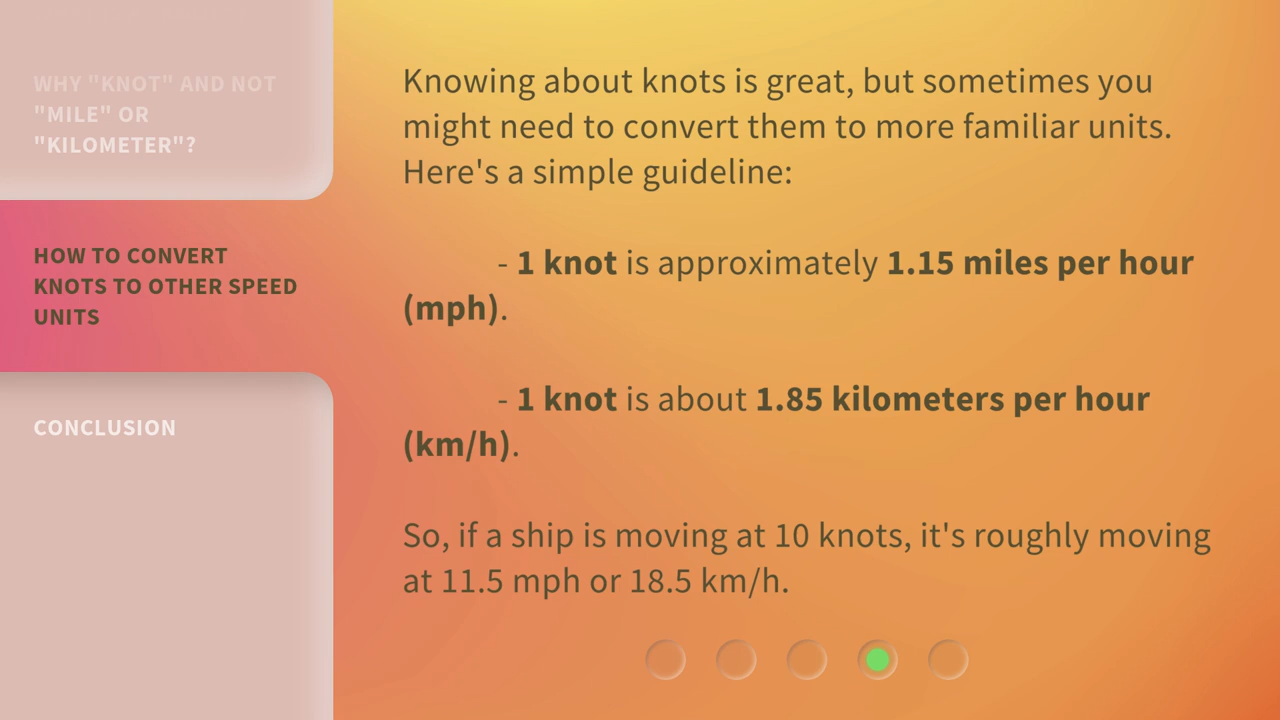 WHY "KNOT" AND NOT
"MILE" OR
"KILOMETER"?
HOW TO CONVERT
KNOTS TO OTHER SPEED
UNITS
CONCLUSION
Knowing about knots is great, but sometimes you
might need to convert them to more familiar units.
Here's a simple guideline:
- 1 knot is approximately 1.15 miles per hour
(mph).
- 1 knot is about 1.85 kilometers per hour
(km/h).
So, if a ship is moving at 10 knots, it's roughly moving
at 11.5 mph or 18.5 km/h.